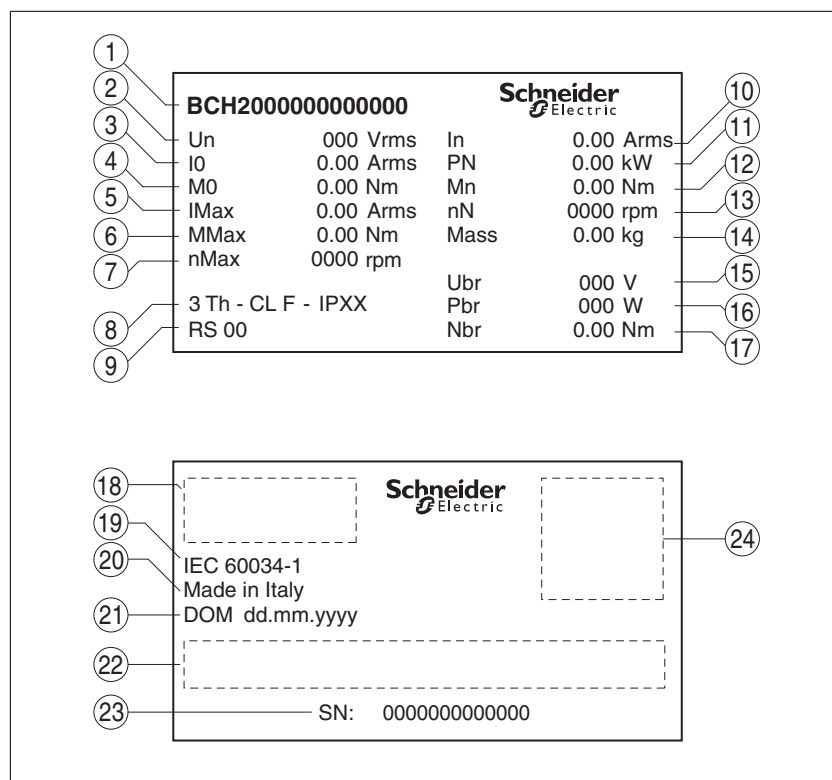 1
2
3
4
5
6
7
8
9
BCH2000000000000
Schneider
Electric
Un 000 Vrms In 0.00 Arms
I0 0.00 Arms PN 0.00 kW
M0 0.00 Nm Mn 0.00 Nm
IMax 0.00 Arms nN 0000 rpm
MMax 0.00 Nm Mass 0.00 kg
nMax 0000 rpm
Ubr 000 V
3 Th - CL F - IPXX Pbr 000 W
RS 00 Nbr 0.00 Nm
10
11
12
13
14
15
16
17
18
19
20
21
22
23
Schneider
Electric
IEC 60034-1
Made in Italy
DOM dd.mm.yyyy
SN: 0000000000000
24